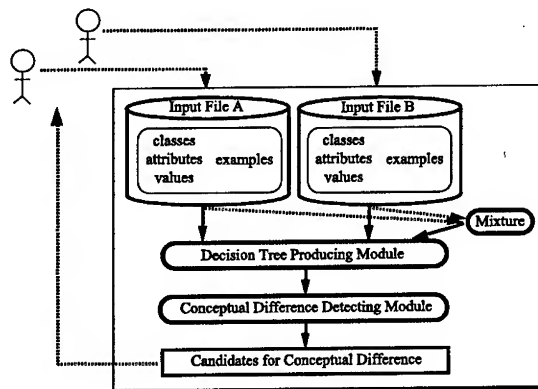 Input File A
Input File B
classes
attributes examples
values
classes
attributes examples
values
Mixture
Decision Tree Producing Module
Conceptual Difference Detecting Module
Candidates for Conceptual Difference